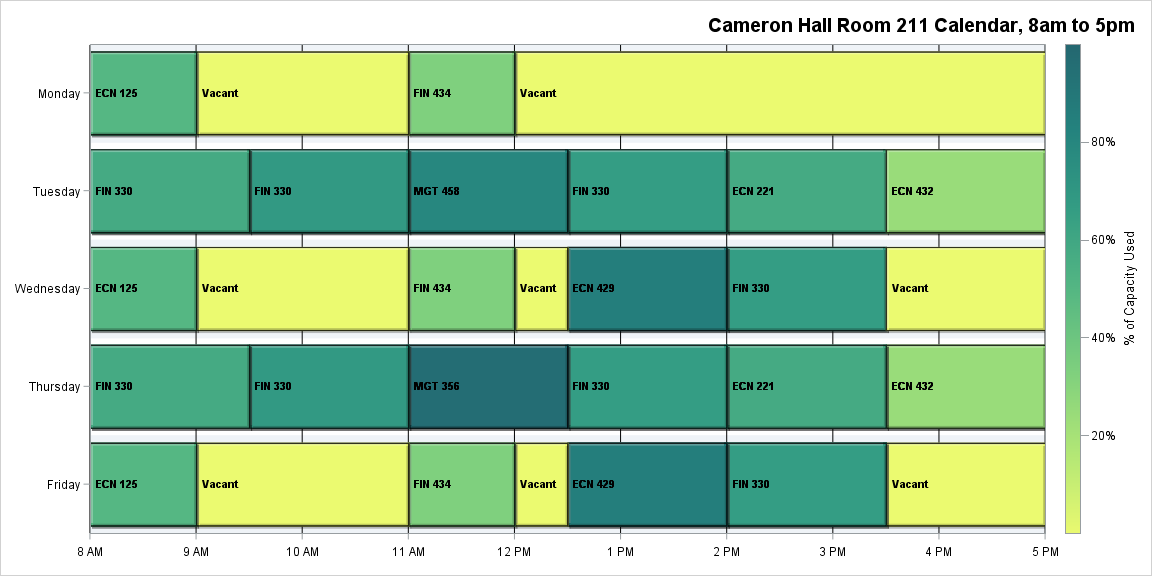 Cameron Hall Room 211 Calendar, 8am to 5pm
Monday
ECN 125
Vacant
FIN 434
Vacant
Tuesday
FIN 330
FIN 330
MGT 458
FIN 330
ECN 221
ECN 432
Wednesday
ECN 125
Vacant
FIN 434
Vacant
ECN 429
FIN 330
Vacant
Thursday
FIN 330
FIN 330
MGT 356
FIN 330
ECN 221
ECN 432
Friday
ECN 125
Vacant
FIN 434
Vacant
ECN 429
FIN 330
Vacant
8 AM
9 AM
10 AM
11 AM
12 PM
1 PM
2 PM
3 PM
4 PM
5 PM
80%
60%
40%
20%
% of Capacity Used